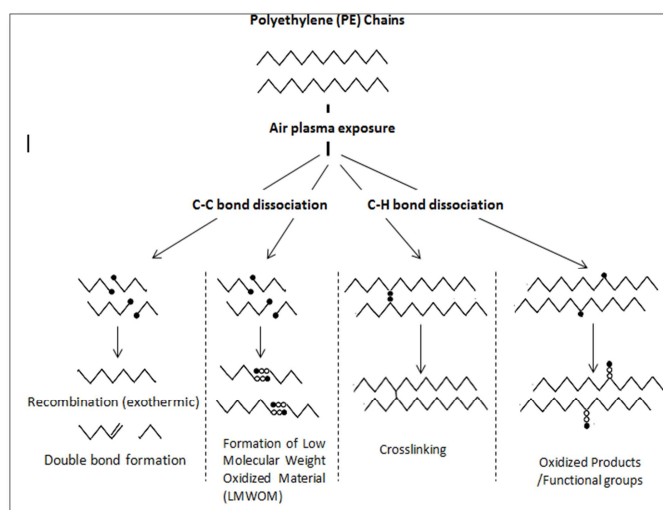 Polyethylene (PE) Chains
Air plasma exposure
C-C bond dissociation
C-H bond dissociation
Recombination (exothermic)
Double bond formation
Formation of Low
Molecular Weight
Oxidized Material
(LMWOM)
Crosslinking
Oxidized Products
/Functional groups